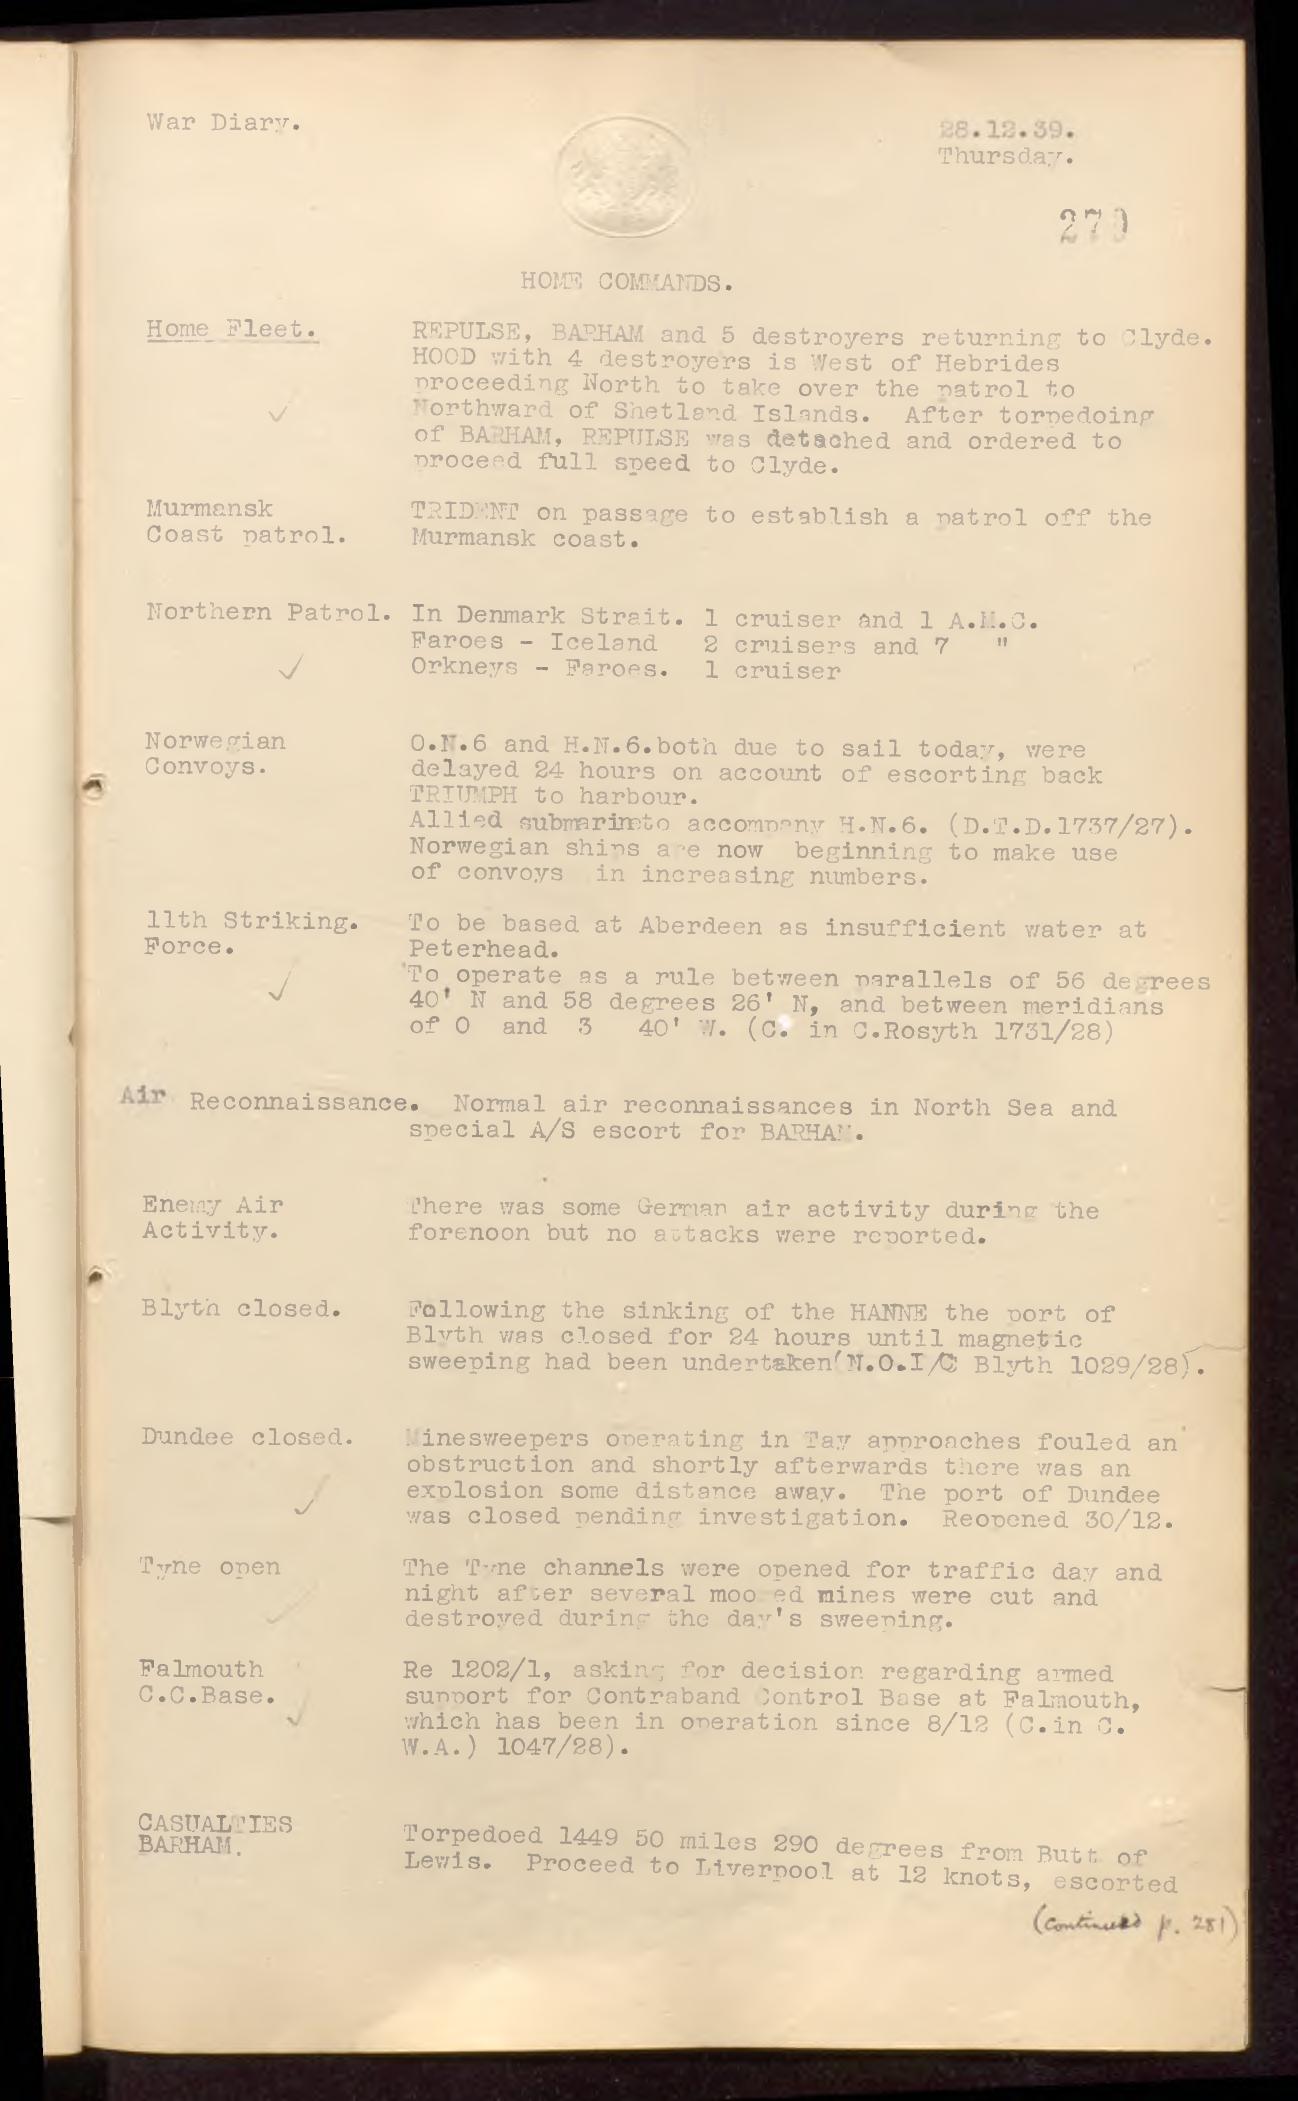 War Diary.
28.12.39.
Thursday.
279
HOME COMMANDS.
Home Fleet. REPULSE, BARHAM and 5 destroyers returning to Clyde.
HOOD with 4 destroyers is West of Hebrides
proceeding North to take over the patrol to
Northward of Shetland Islands. After torpedoing
of BARHAM, REPULSE was detached and ordered to
proceed full speed to Clyde.
Murmansk TRIDENT on passage to establish a patrol off the
Coast patrol. Murmansk coast.
Northern Patrol. In Denmark Strait. 1 cruiser and 1 A.M.C.
Faroes - Iceland 2 cruisers and 7 "
Orkneys - Faroes. 1 cruiser
Norwegian O.N.6 and H.N.6.both due to sail today, were
Convoys. delayed 24 hours on account of escorting back
TRIUMPH to harbour.
Allied submarine to accompany H.N.6. (D.T.D.1737/27).
Norwegian ships are now beginning to make use
of convoys in increasing numbers.
11th Striking. To be based at Aberdeen as insufficient water at
Force. Peterhead.
To operate as a rule between parallels of 56 degrees
40' N and 58 degrees 26' N, and between meridians
of 0 and 3 40' W. (C. in C.Rosyth 1731/28)
Air Reconnaissance. Normal air reconnaissances in North Sea and
special A/S escort for BARHAM.
Enemy Air There was some German air activity during the
Activity. forenoon but no attacks were reported.
Blyth closed. Following the sinking of the HANNE the port of
Blyth was closed for 24 hours until magnetic
sweeping had been undertaken(N.O.I/C Blyth 1029/28).
Dundee closed. Minesweepers operating in Tay approaches fouled an
obstruction and shortly afterwards there was an
explosion some distance away. The port of Dundee
was closed pending investigation. Reopened 30/12.
Tyne open The Tyne channels were opened for traffic day and
night after several moored mines were cut and
destroyed during the day's sweeping.
Falmouth Re 1202/1, asking for decision regarding armed
C.C.Base. support for Contraband Control Base at Falmouth,
which has been in operation since 8/12 (C.in C.
W.A.) 1047/28).
CASUALTIES Torpedoed 1449 50 miles 290 degrees from Butt of
BARHAM. Lewis. Proceed to Liverpool at 12 knots, escorted
(continued p. 281)